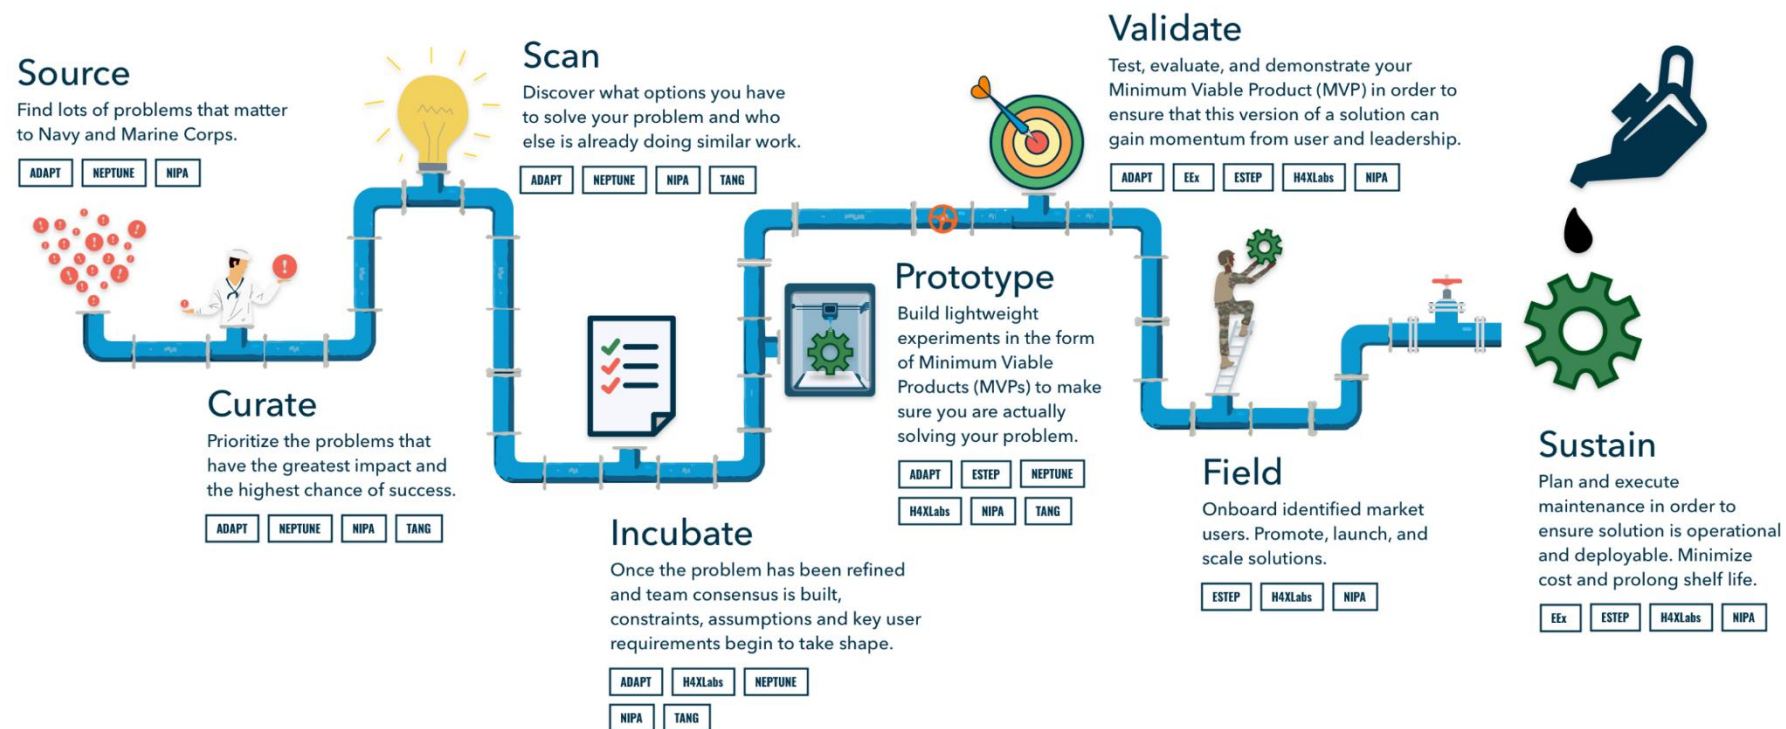 Source
Find lots of problems that matter
to Navy and Marine Corps.
ADAPT NEPTUNE NIPA
Curate
Prioritize the problems that
have the greatest impact and
the highest chance of success.
ADAPT NEPTUNE NIPA TANG
Scan
Discover what options you have
to solve your problem and who
else is already doing similar work.
ADAPT NEPTUNE NIPA TANG
Incubate
Once the problem has been refined
and team consensus is built,
constraints, assumptions and key user
requirements begin to take shape.
ADAPT H4XLabs NEPTUNE
NIPA TANG
Prototype
Build lightweight
experiments in the form
of Minimum Viable
Products (MVPs) to make
sure you are actually
solving your problem.
ADAPT ESTEP NEPTUNE
H4XLabs NIPA TANG
Validate
Test, evaluate, and demonstrate your
Minimum Viable Product (MVP) in order to
ensure that this version of a solution can
gain momentum from user and leadership.
ADAPT EEx ESTEP H4XLabs NIPA
Field
Onboard identified market
users. Promote, launch, and
scale solutions.
ESTEP H4XLabs NIPA
Sustain
Plan and execute
maintenance in order to
ensure solution is operational
and deployable. Minimize
cost and prolong shelf life.
EEx ESTEP H4XLabs NIPA